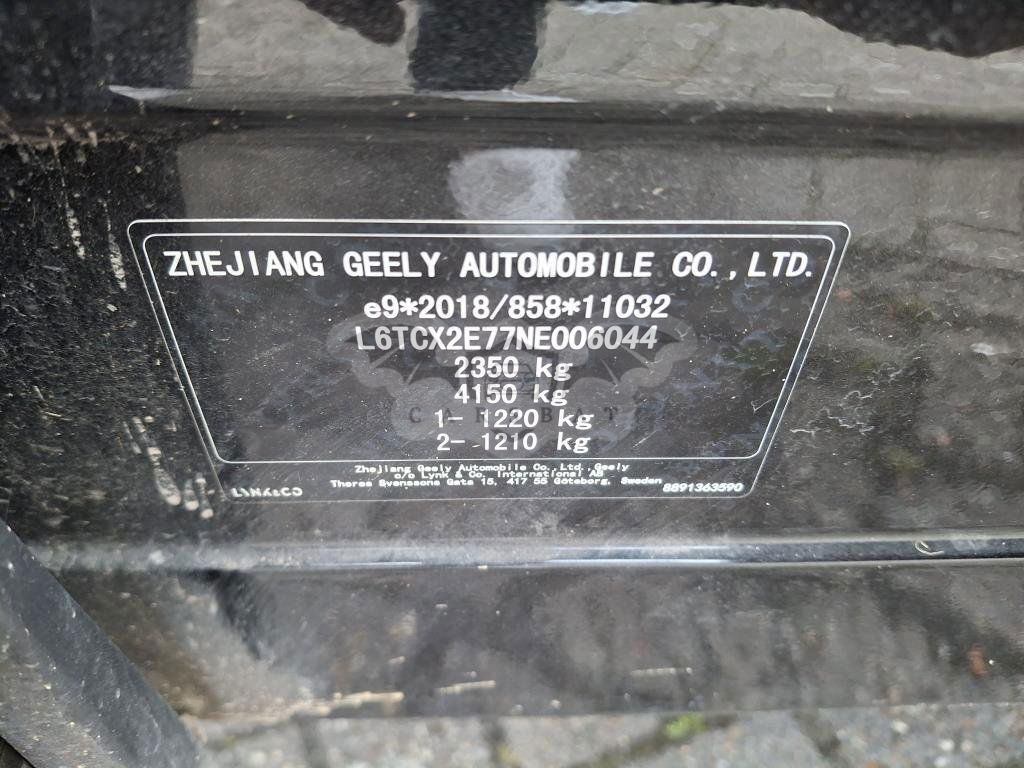 ZHEJIANG GEELY AUTOMOBILE CO.,LTD.
e9*2018/858*11032
L6TCX2E77NE006044
2350 kg
4150 kg
1- 1220 kg
2- 1210 kg
Zhejiang Geely Automobile Co., Ltd., Geely
c/o Lynk & Co. International AB
Theres Svenssons Gata 15, 417 55 Göteborg, Sweden
LYNK&CO
8891363590